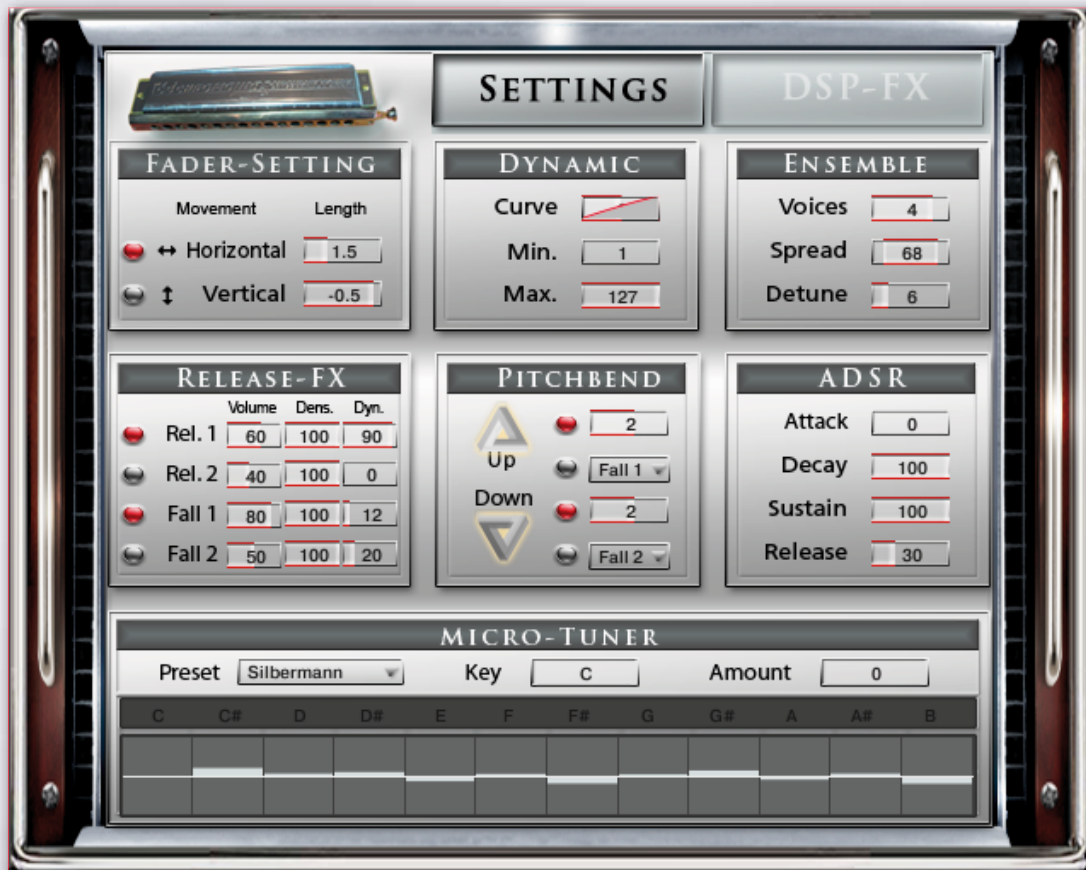 SETTINGS
DSP-FX
FADER-SETTING
Movement Length
Horizontal 1.5
Vertical -0.5
DYNAMIC
Curve
Min. 1
Max. 127
ENSEMBLE
Voices 4
Spread 68
Detune 6
RELEASE-FX
Volume Dens. Dyn.
Rel. 1 60 100 90
Rel. 2 40 100 0
Fall 1 80 100 12
Fall 2 50 100 20
PITCHBEND
Up 2
Fall 1
Down 2
Fall 2
ADSR
Attack 0
Decay 100
Sustain 100
Release 30
MICRO-TUNER
Preset Silbermann Key C Amount 0
C C# D D# E F F# G G# A A# B